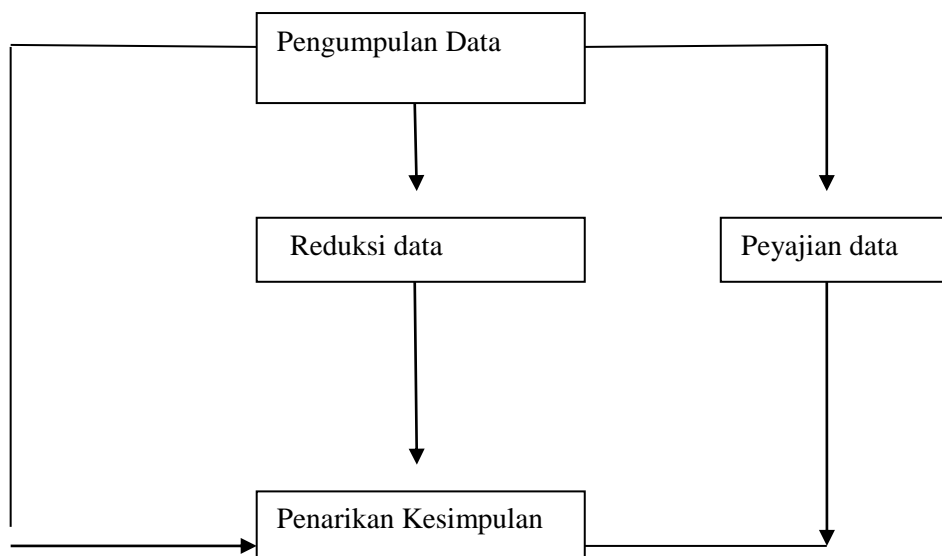 Pengumpulan Data
Reduksi data
Peyajian data
Penarikan Kesimpulan